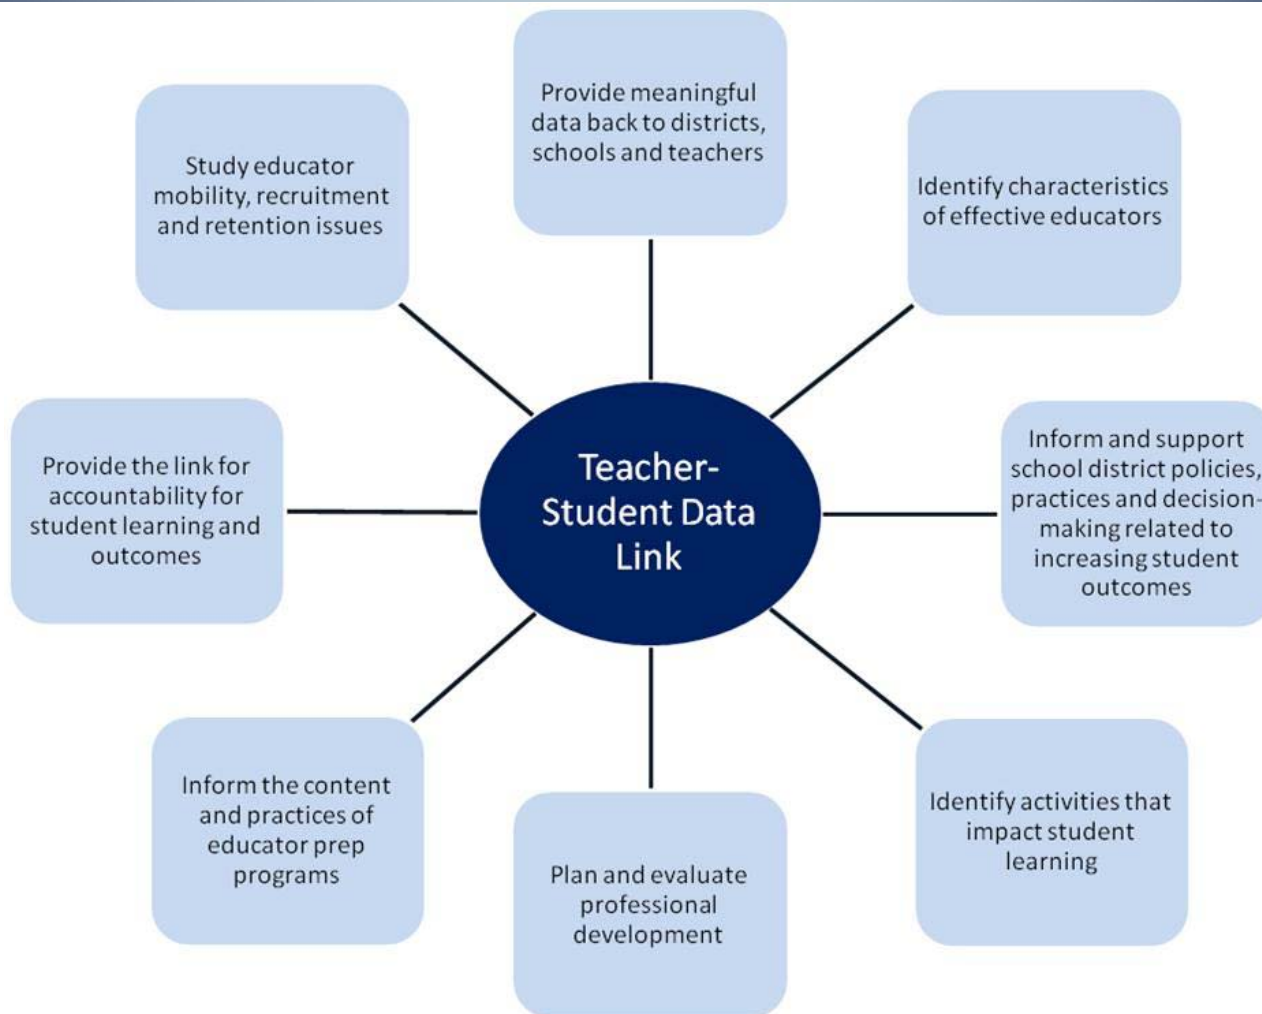 Provide meaningful
data back to districts,
schools and teachers
Identify characteristics
of effective educators
Inform and support
school district policies,
practices and decision-
making related to
increasing student
outcomes
Identify activities that
impact student
learning
Plan and evaluate
professional
development
Inform the content
and practices of
educator prep
programs
Provide the link for
accountability for
student learning and
outcomes
Study educator
mobility, recruitment
and retention issues
Teacher-
Student Data
Link